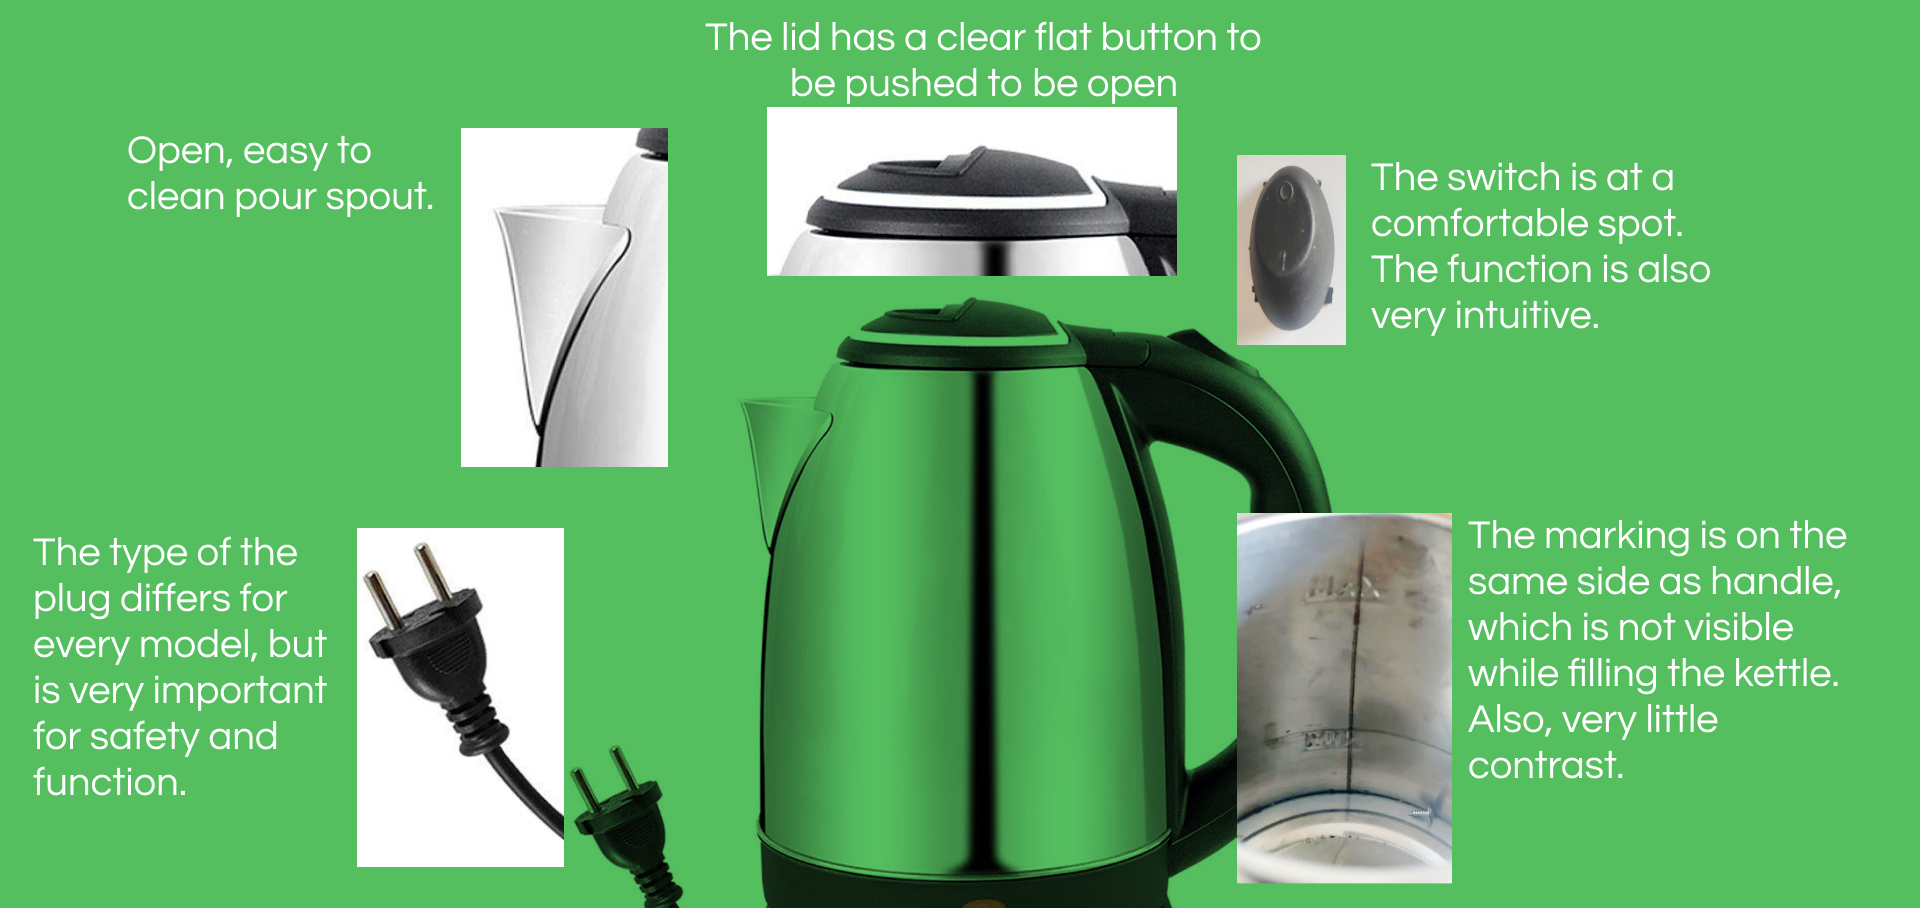 The lid has a clear flat button to
be pushed to be open
Open, easy to
clean pour spout.
The switch is at a
comfortable spot.
The function is also
very intuitive.
The type of the
plug differs for
every model, but
is very important
for safety and
function.
The marking is on the
same side as handle,
which is not visible
while filling the kettle.
Also, very little
contrast.
MAX